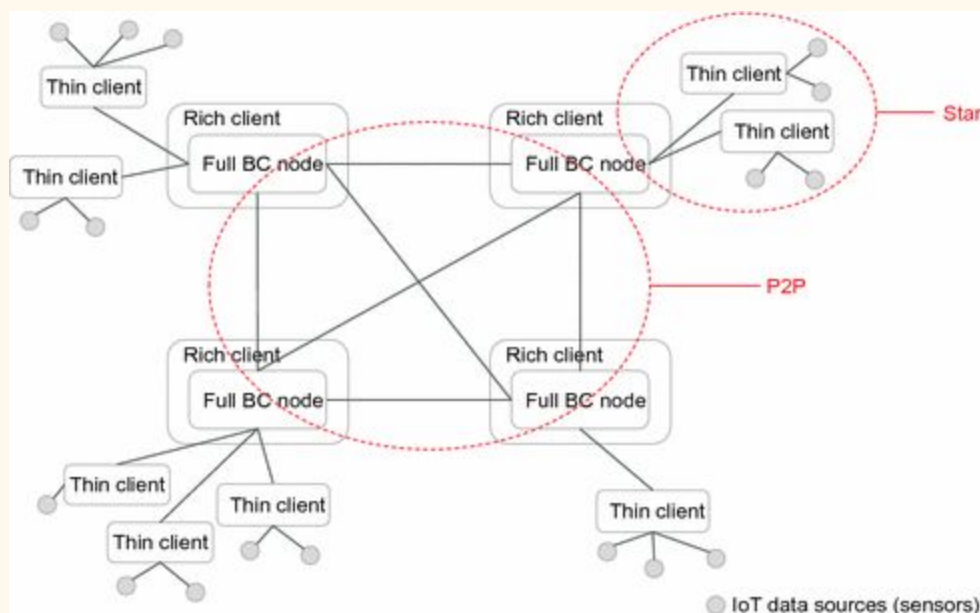 Thin client
Rich client
Full BC node
Thin client
Rich client
Full BC node
Thin client
Thin client
Star
P2P
Rich client
Full BC node
Rich client
Full BC node
Thin client
Thin client
Thin client
Thin client
IoT data sources (sensors)